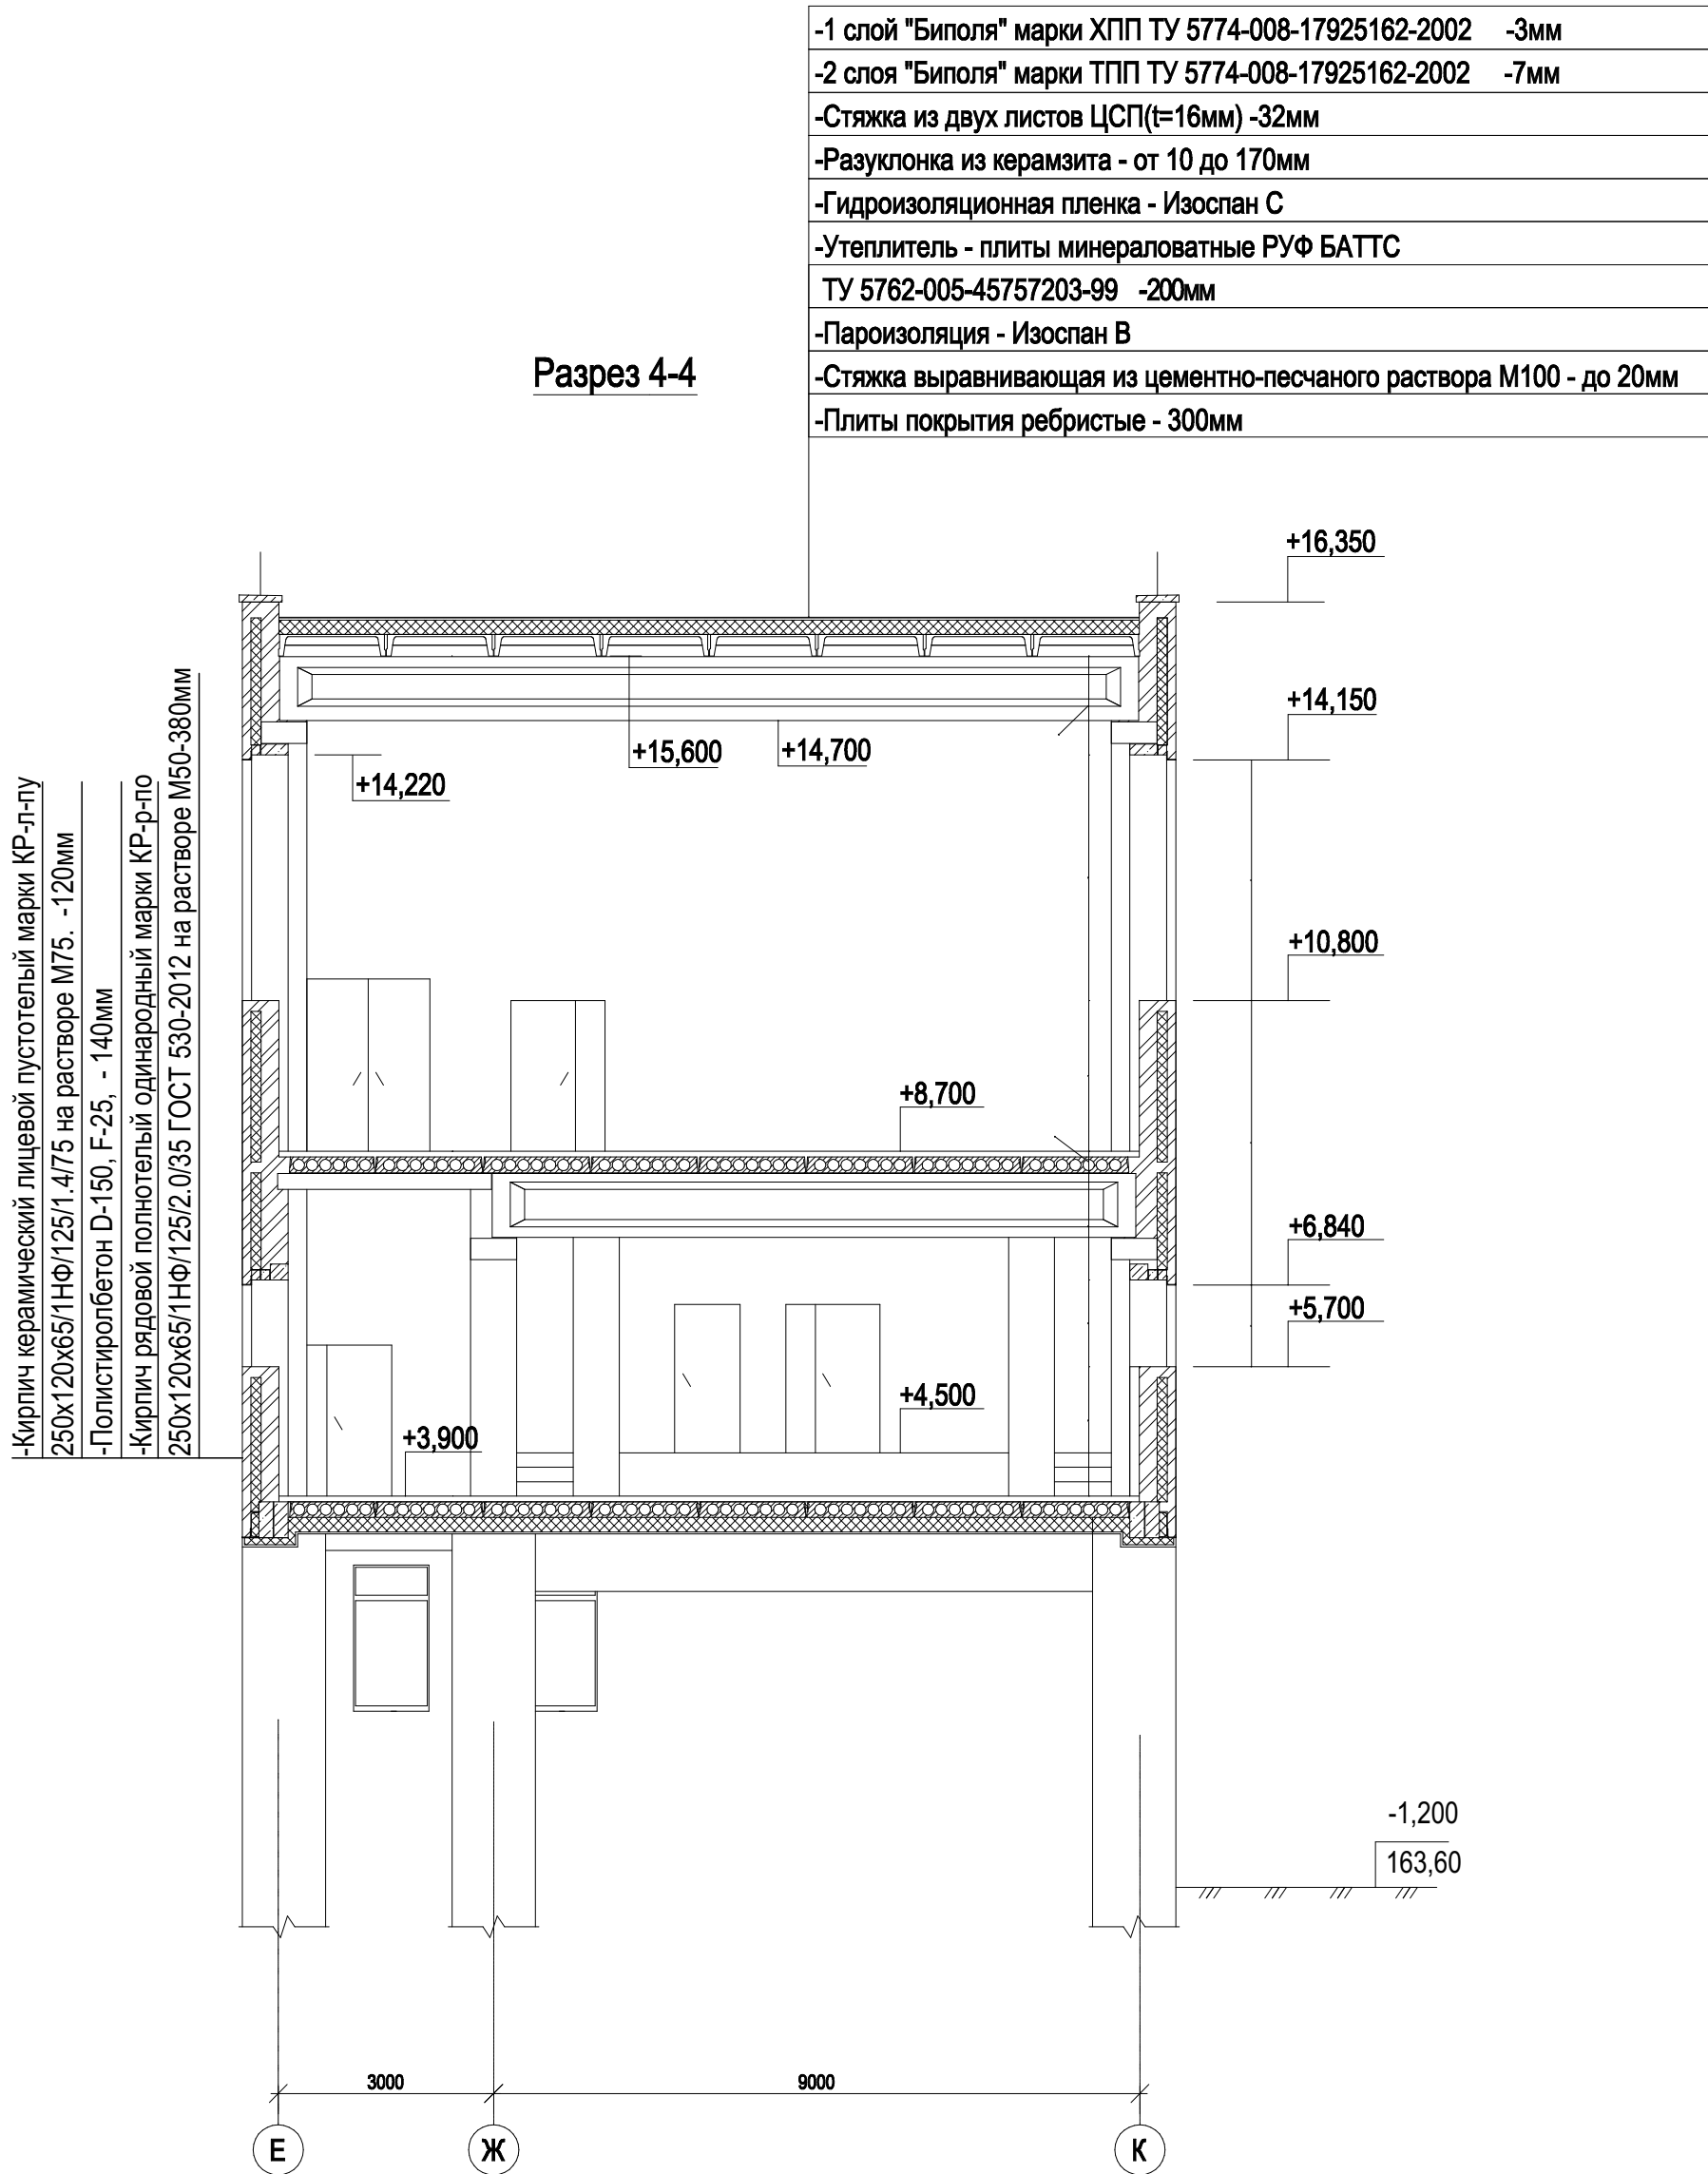 -1 слой "Биполя" марки ХПП ТУ 5774-008-17925162-2002 -3мм
-2 слоя "Биполя" марки ТПП ТУ 5774-008-17925162-2002 -7мм
-Стяжка из двух листов ЦСП(t=16мм) -32мм
-Разуклонка из керамзита - от 10 до 170мм
-Гидроизоляционная пленка - Изоспан С
-Утеплитель - плиты минераловатные РУФ БАТТС
ТУ 5762-005-45757203-99 -200мм
-Пароизоляция - Изоспан В
-Стяжка выравнивающая из цементно-песчаного раствора М100 - до 20мм
-Плиты покрытия ребристые - 300мм
Разрез 4-4
+16,350
+14,150
+15,600
+14,700
+14,220
+10,800
+8,700
+6,840
+5,700
+4,500
+3,900
-Кирпич керамический лицевой пустотелый марки КР-л-пу
250х120х65/1НФ/125/1.4/75 на растворе М75. -120мм
-Полистиролбетон D-150, F-25, - 140мм
-Кирпич рядовой полнотелый одинародный марки КР-р-по
250х120х65/1НФ/125/2.0/35 ГОСТ 530-2012 на растворе М50-380мм
-1,200
163,60
3000
9000
Е
Ж
К